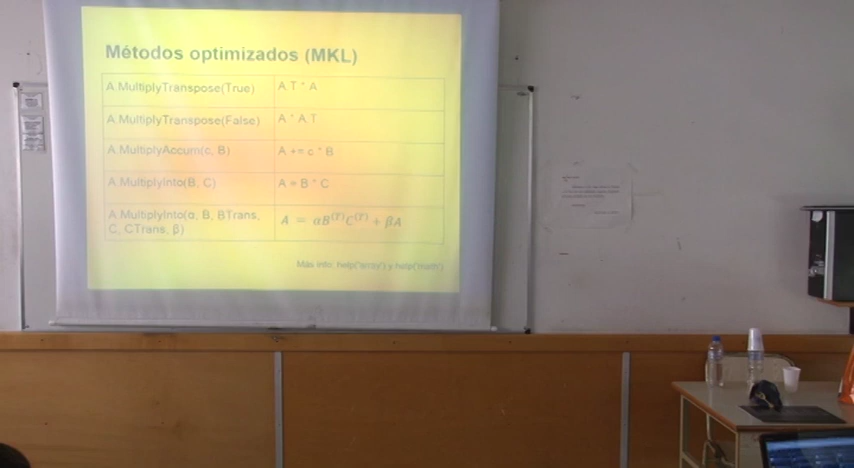 Métodos optimizados (MKL)
A.MultiplyTranspose(True) A.T * A
A.MultiplyTranspose(False) A * A.T
A.MultiplyAccum(c, B) A += c * B
A.MultiplyInto(B, C) A = B * C
A.MultiplyInto(α, B, BTrans, A = αB(T)C(T) + βA
C, CTrans, β)
Más info: help('array') y help('math')